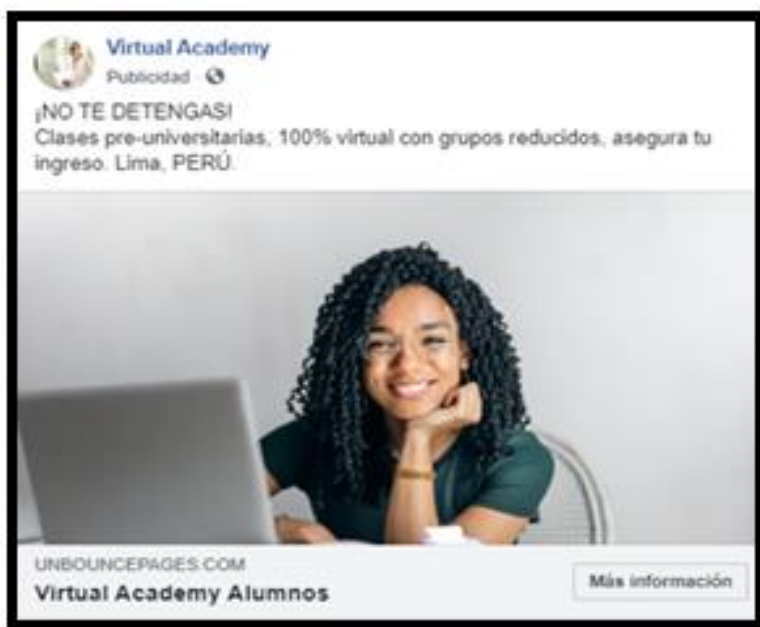 Virtual Academy
Publicidad
¡NO TE DETENGAS!
Clases pre-universitarias, 100% virtual con grupos reducidos, asegura tu
ingreso. Lima, PERÚ.
UNBOUNCEPAGES.COM
Virtual Academy Alumnos
Más información